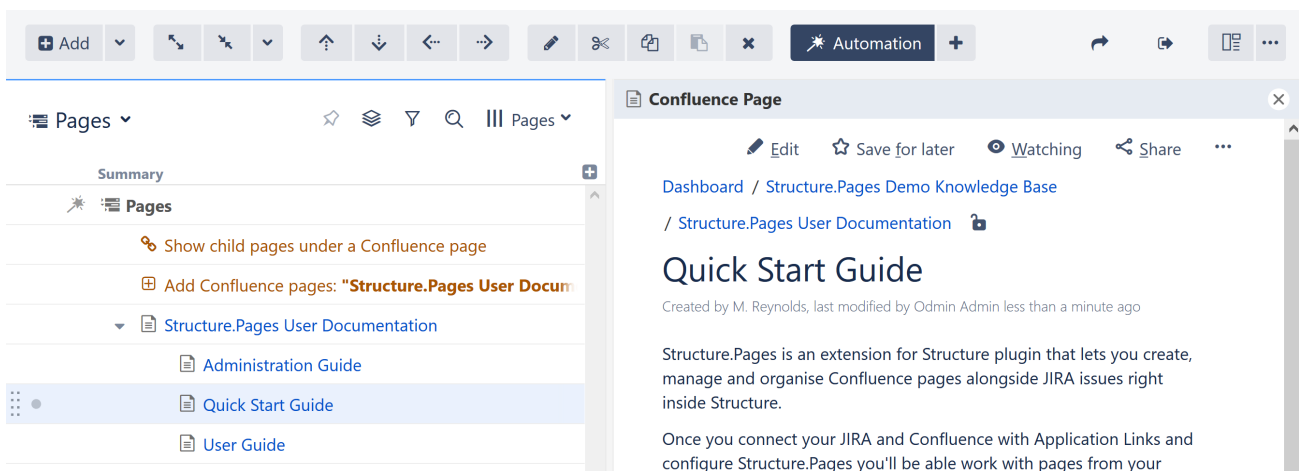 Add
Automation
Pages
Pages
Summary
Pages
Show child pages under a Confluence page
Add Confluence pages: "Structure.Pages User Docum
Structure.Pages User Documentation
Administration Guide
Quick Start Guide
User Guide
Confluence Page
Edit
Save for later
Watching
Share
Dashboard / Structure.Pages Demo Knowledge Base
/ Structure.Pages User Documentation
Quick Start Guide
Created by M. Reynolds, last modified by Odmin Admin less than a minute ago
Structure.Pages is an extension for Structure plugin that lets you create,
manage and organise Confluence pages alongside JIRA issues right
inside Structure.
Once you connect your JIRA and Confluence with Application Links and
configure Structure.Pages you'll be able work with pages from your